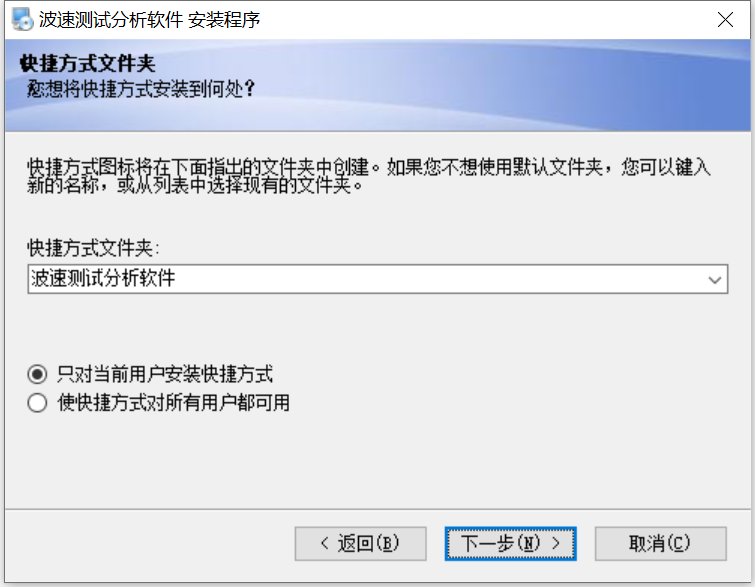 波速测试分析软件 安装程序
快捷方式文件夹
您想将快捷方式安装到何处？
快捷方式图标将在下面指出的文件夹中创建。如果您不想使用默认文件夹，您可以键入
新的名称，或从列表中选择现有的文件夹。
快捷方式文件夹:
波速测试分析软件
只对当前用户安装快捷方式
使快捷方式对所有用户都可用
< 返回(B)
下一步(N) >
取消(C)